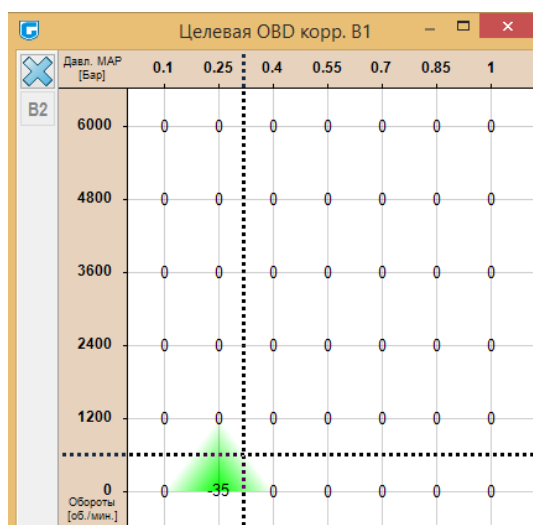 Целевая OBD корр. B1
Давл. MAP 0.1 0.25 0.4 0.55 0.7 0.85 1
[Бар]
B2
6000 0 0 0 0 0 0 0
4800 0 0 0 0 0 0 0
3600 0 0 0 0 0 0 0
2400 0 0 0 0 0 0 0
1200 0 0 0 0 0 0 0
0 0 -35 0 0 0 0 0
Обороты
[об./мин.]